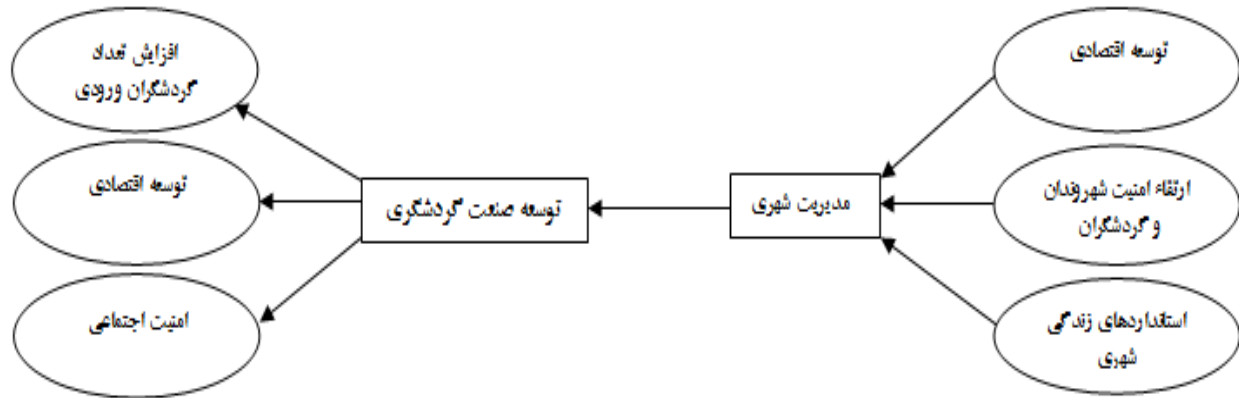 توسعه اقتصادی
ارتقاء امنیت شهروندان
و گردشگران
استانداردهای زندگی
شهری
مدیریت شهری
توسعه صنعت گردشگری
افزایش تعداد
گردشگران ورودی
توسعه اقتصادی
امنیت اجتماعی